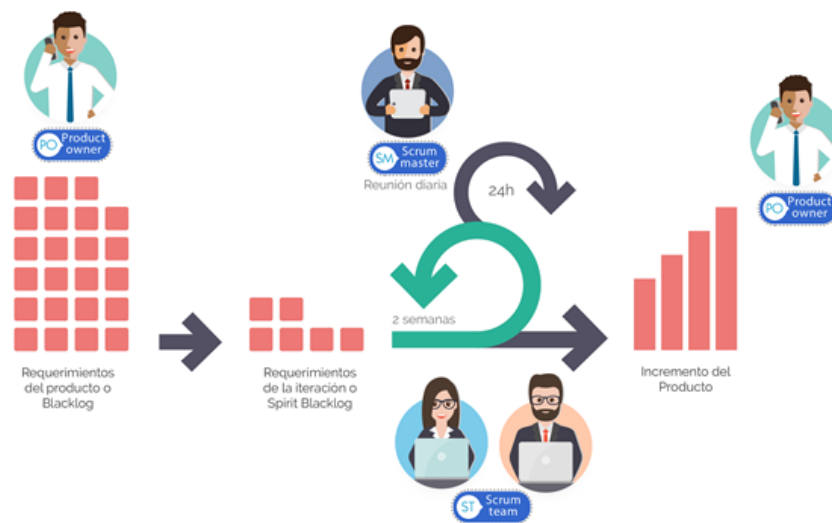 PO Product
owner
SM Scrum
master
Reunión diaria
24h
PO Product
owner
2 semanas
Requerimientos
del producto o
Blacklog
Requerimientos
de la iteración o
Spirit Blacklog
Incremento del
Producto
ST Scrum
team